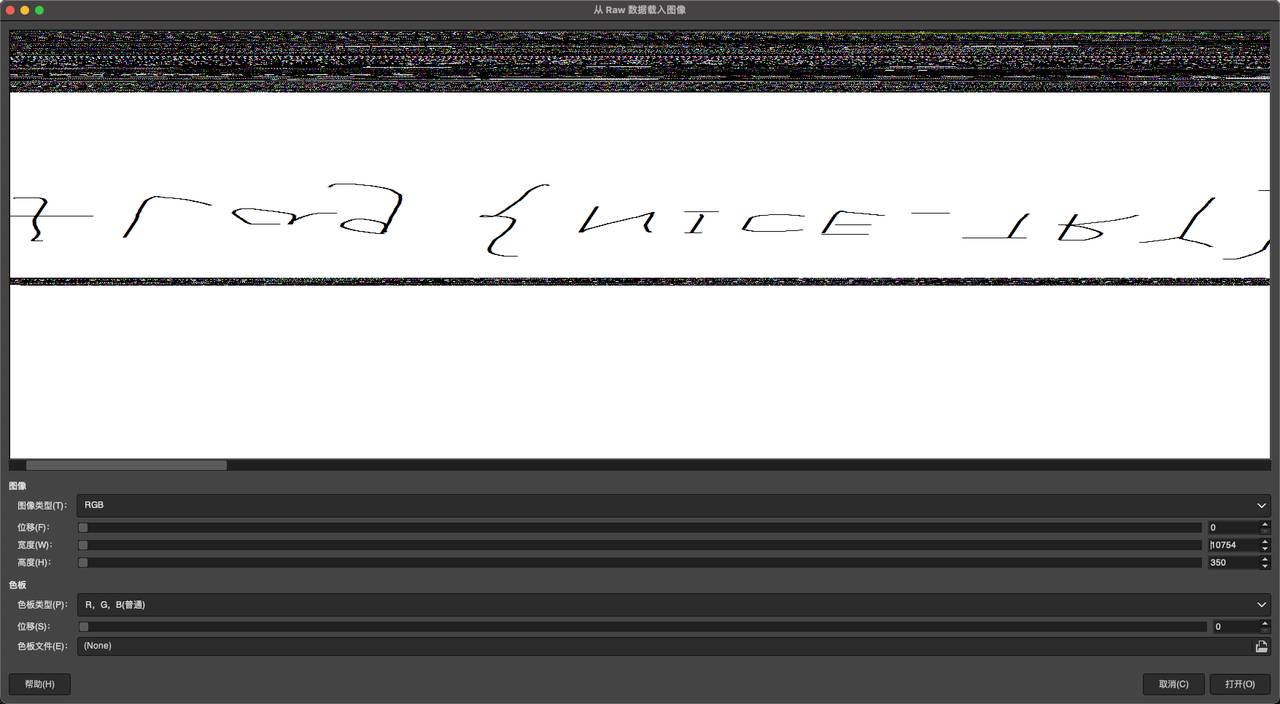 从 Raw 数据载入图像
flag{NICE_TRY}
图像
图像类型(T): RGB
位移(F): 0
宽度(W): 10754
高度(H): 350
色板
色板类型(P): R, G, B(普通)
位移(S): 0
色板文件(E): (None)
帮助(H) 取消(C) 打开(O)